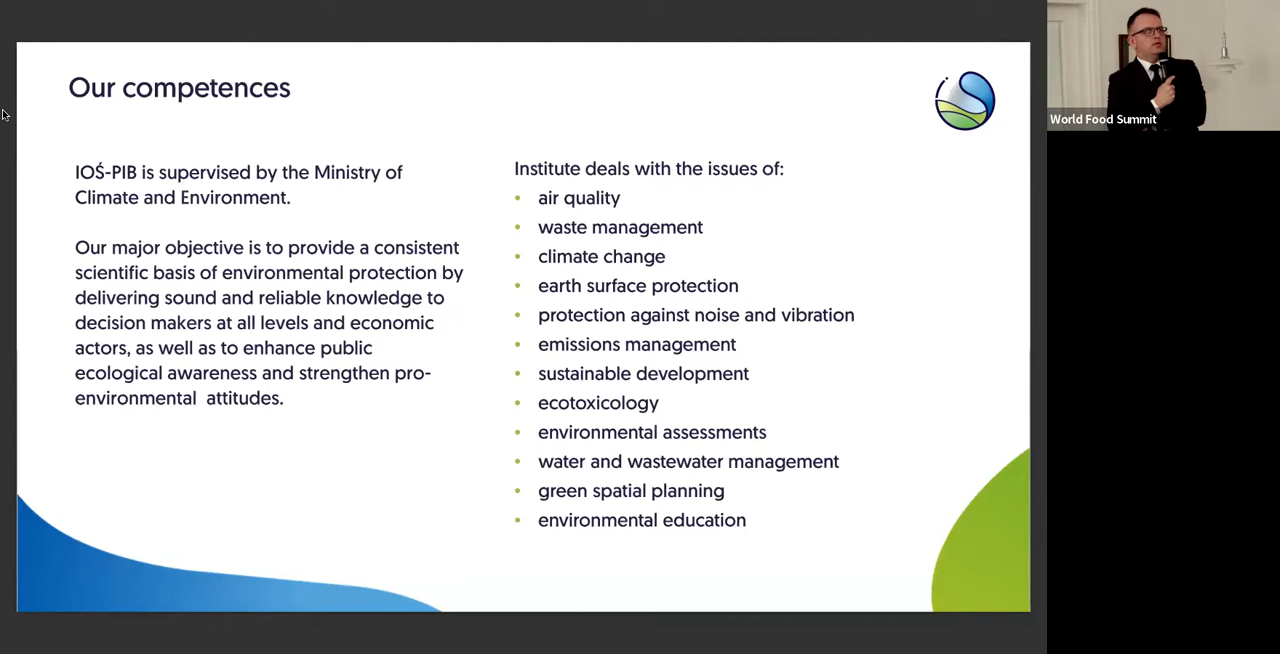 Our competences
IOŚ-PIB is supervised by the Ministry of
Climate and Environment.
Our major objective is to provide a consistent
scientific basis of environmental protection by
delivering sound and reliable knowledge to
decision makers at all levels and economic
actors, as well as to enhance public
ecological awareness and strengthen pro-
environmental  attitudes.
Institute deals with the issues of:
• air quality
• waste management
• climate change
• earth surface protection
• protection against noise and vibration
• emissions management
• sustainable development
• ecotoxicology
• environmental assessments
• water and wastewater management
• green spatial planning
• environmental education
World Food Summit